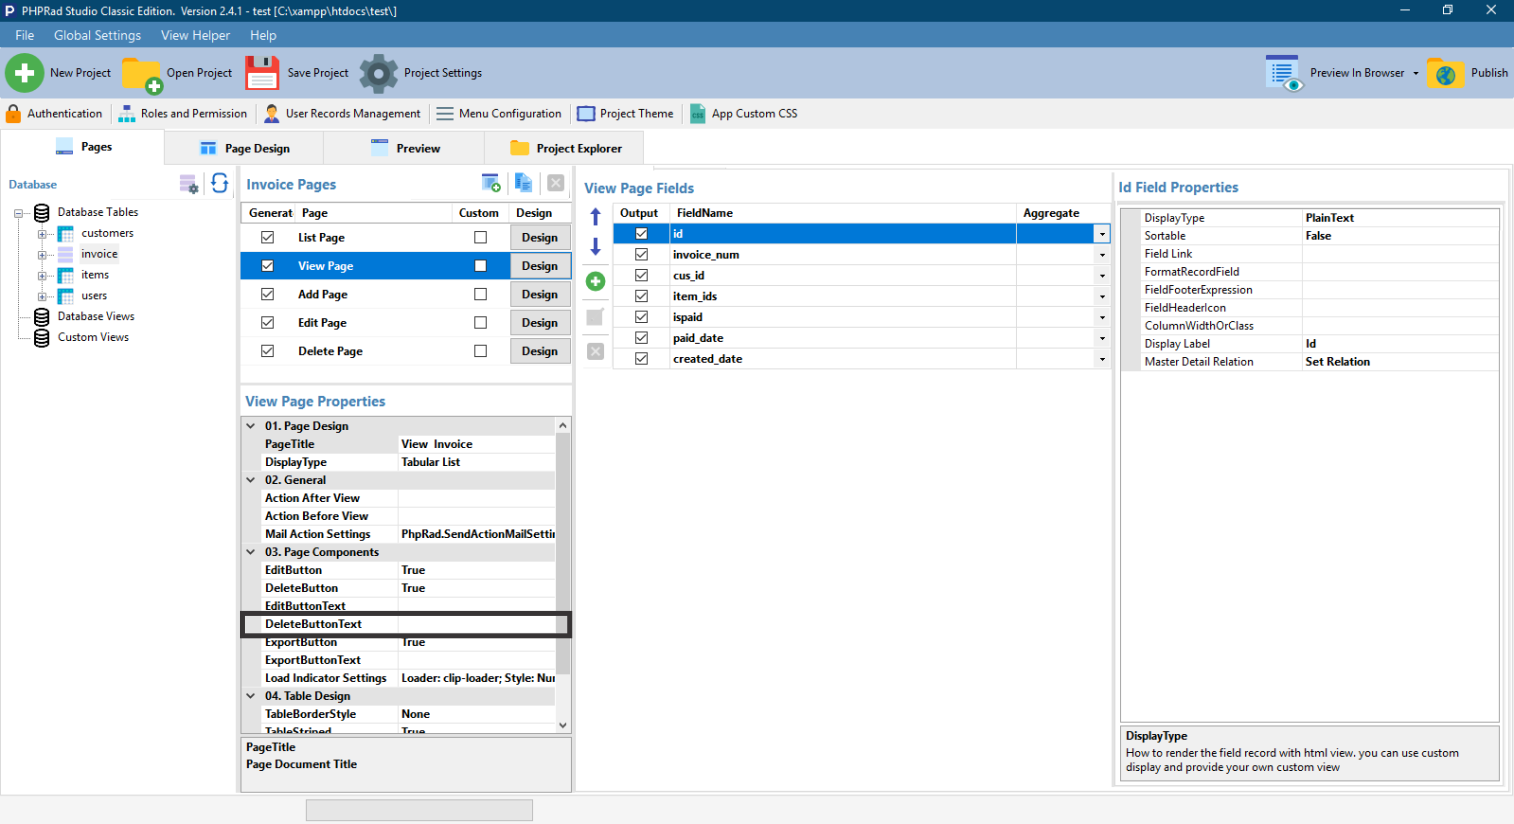 PHPRad Studio Classic Edition.  Version 2.4.1 - test [C:\xampp\htdocs\test\]
File Global Settings View Helper Help
New Project Open Project Save Project Project Settings Preview In Browser Publish
Authentication Roles and Permission User Records Management Menu Configuration Project Theme App Custom CSS
Pages Page Design Preview Project Explorer
Database
Database Tables
customers
invoice
items
users
Database Views
Custom Views
Invoice Pages
Generat Page Custom Design
List Page Design
View Page Design
Add Page Design
Edit Page Design
Delete Page Design
View Page Properties
01. Page Design
PageTitle View  Invoice
DisplayType Tabular List
02. General
Action After View
Action Before View
Mail Action Settings PhpRad.SendActionMailSettin
03. Page Components
EditButton True
DeleteButton True
EditButtonText
DeleteButtonText
ExportButton True
ExportButtonText
Load Indicator Settings Loader: clip-loader; Style: Nur
04. Table Design
TableBorderStyle None
TableStriped True
PageTitle
Page Document Title
View Page Fields
Output FieldName Aggregate
id
invoice_num
cus_id
item_ids
ispaid
paid_date
created_date
Id Field Properties
DisplayType PlainText
Sortable False
Field Link
FormatRecordField
FieldFooterExpression
FieldHeaderIcon
ColumnWidthOrClass
Display Label Id
Master Detail Relation Set Relation
DisplayType
How to render the field record with html view. you can use custom
display and provide your own custom view